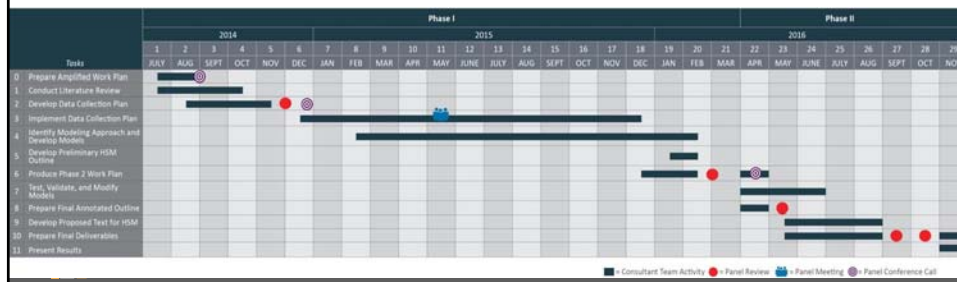 Phase I Phase II
2014 2015 2016
1 2 3 4 5 6 7 8 9 10 11 12 13 14 15 16 17 18 19 20 21 22 23 24 25 26 27 28 29
Tasks JULY AUG SEPT OCT NOV DEC JAN FEB MAR APR MAY JUNE JULY AUG SEPT OCT NOV DEC JAN FEB MAR APR MAY JUNE JULY AUG SEPT OCT NO
0 Prepare Amplified Work Plan
1 Conduct Literature Review
2 Develop Data Collection Plan
3 Implement Data Collection Plan
4 Identify Modeling Approach and
Develop Models
5 Develop Preliminary HSM
Outline
6 Produce Phase 2 Work Plan
7 Test, Validate, and Modify
Models
8 Prepare Final Annotated Outline
9 Develop Proposed Text for HSM
10 Prepare Final Deliverables
11 Present Results
= Consultant Team Activity = Panel Review = Panel Meeting = Panel Conference Call